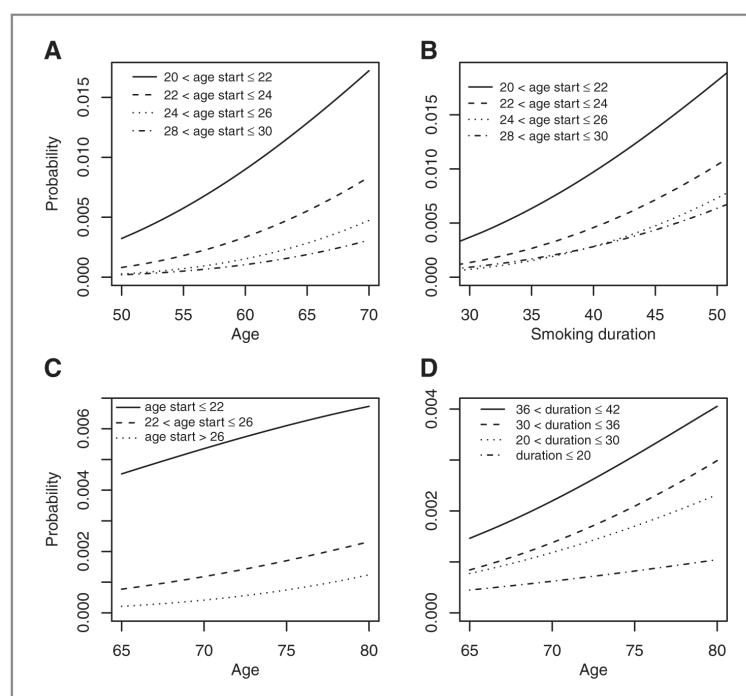 A
20 < age start ≤ 22
22 < age start ≤ 24
24 < age start ≤ 26
28 < age start ≤ 30
Probability
0.000
0.005
0.010
0.015
50
55
60
65
70
Age
B
20 < age start ≤ 22
22 < age start ≤ 24
24 < age start ≤ 26
28 < age start ≤ 30
0.000
0.005
0.010
0.015
30
35
40
45
50
Smoking duration
C
age start ≤ 22
22 < age start ≤ 26
age start > 26
Probability
0.000
0.002
0.004
0.006
65
70
75
80
Age
D
36 < duration ≤ 42
30 < duration ≤ 36
20 < duration ≤ 30
duration ≤ 20
0.000
0.002
0.004
65
70
75
80
Age